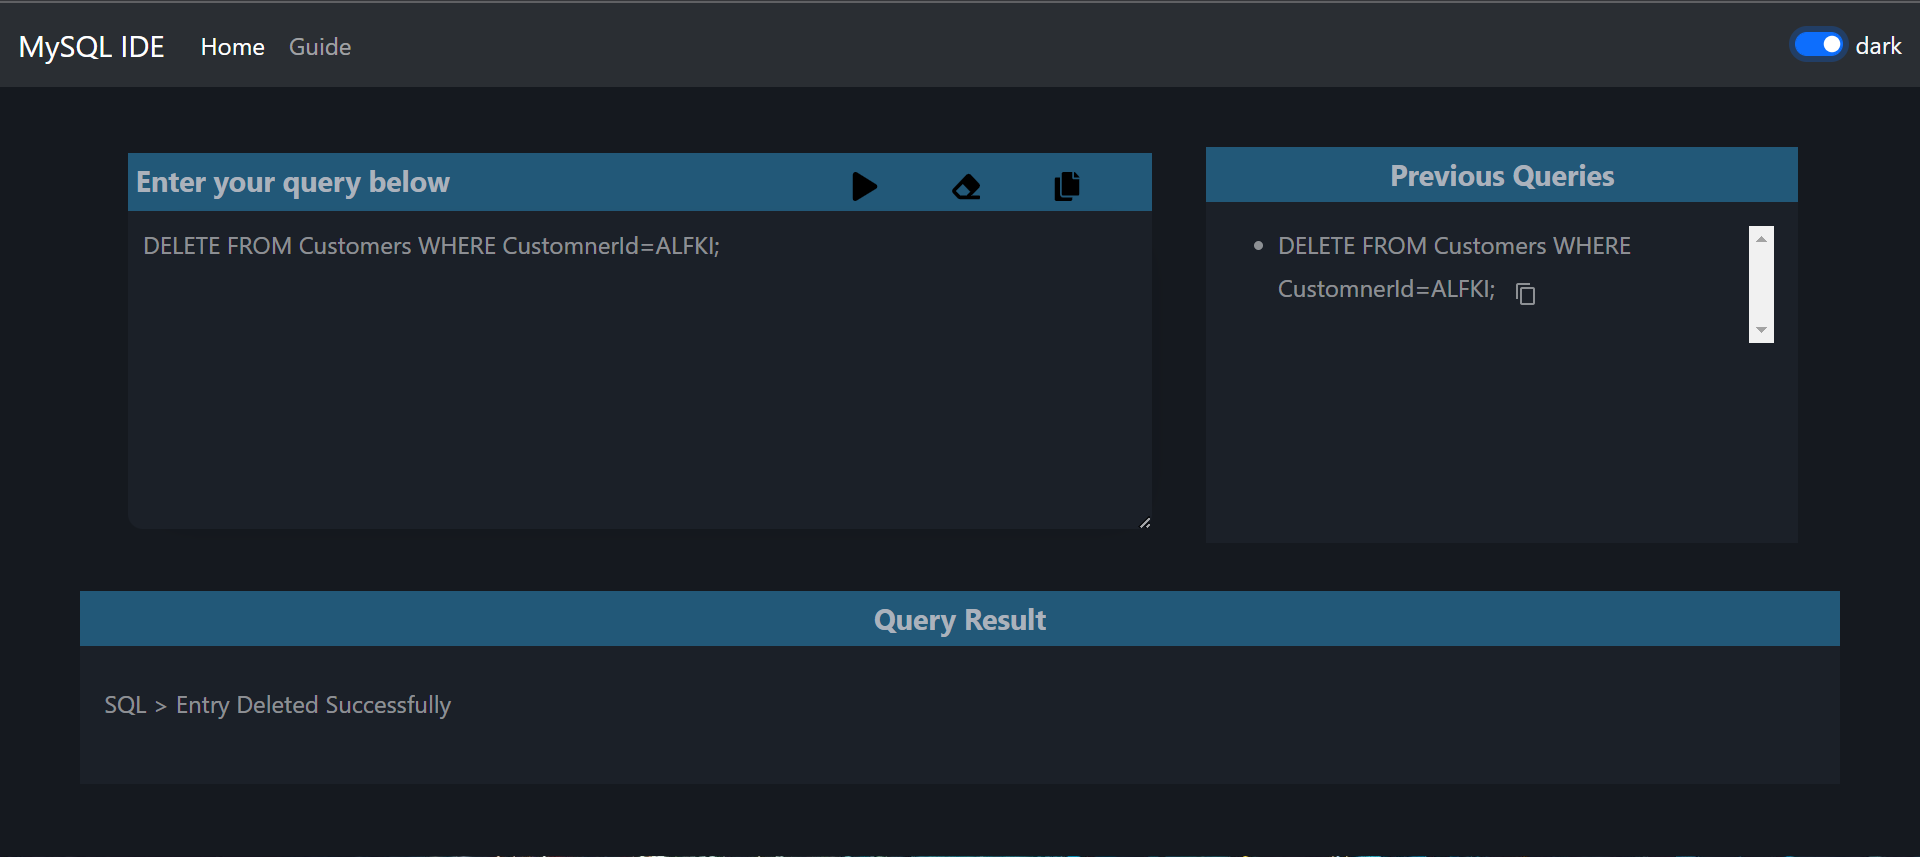 MySQL IDE Home Guide dark
Enter your query below
DELETE FROM Customers WHERE CustomnerId=ALFKI;
Previous Queries
DELETE FROM Customers WHERE
CustomnerId=ALFKI;
Query Result
SQL > Entry Deleted Successfully